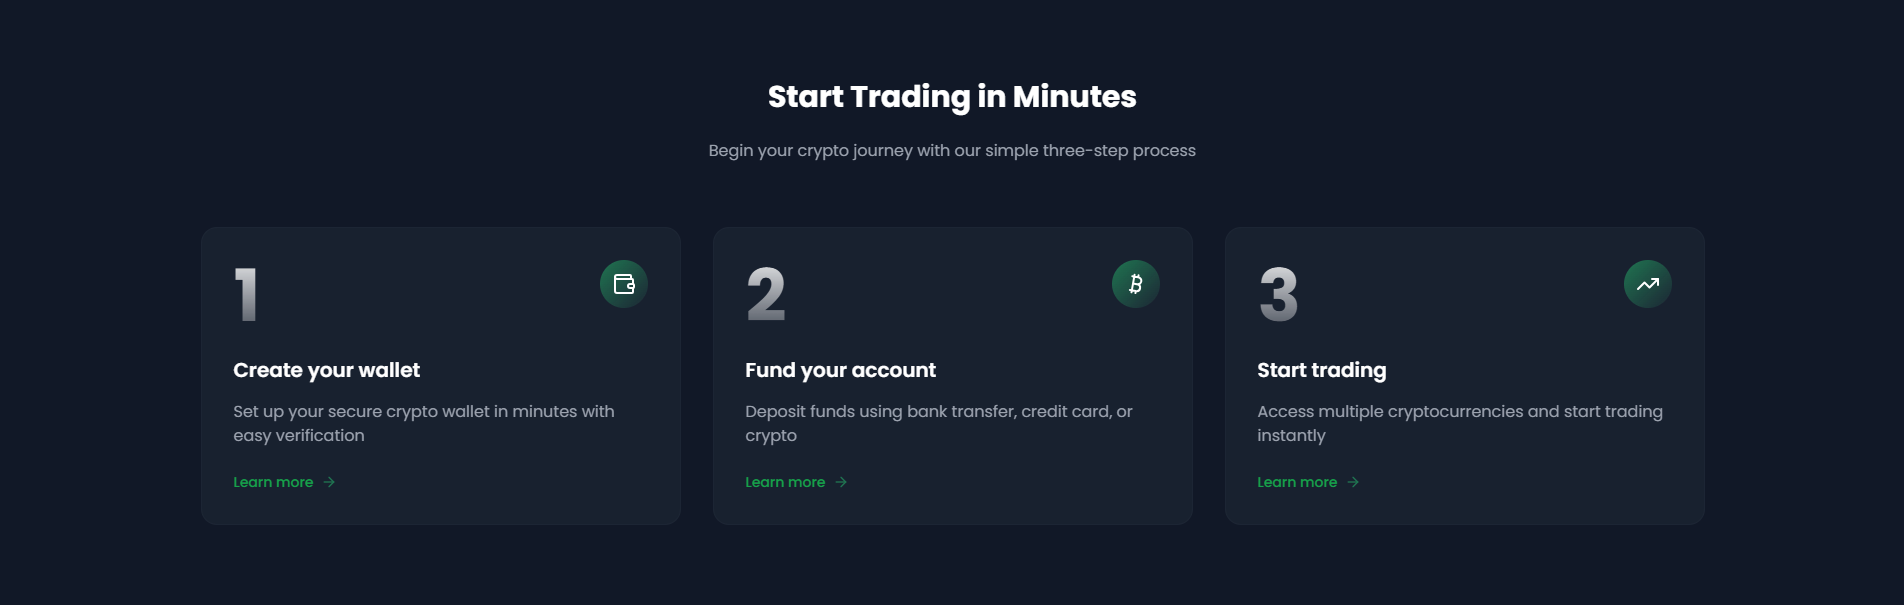 Start Trading in Minutes
Begin your crypto journey with our simple three-step process
1
Create your wallet
Set up your secure crypto wallet in minutes with
easy verification
Learn more →
2
Fund your account
Deposit funds using bank transfer, credit card, or
crypto
Learn more →
3
Start trading
Access multiple cryptocurrencies and start trading
instantly
Learn more →